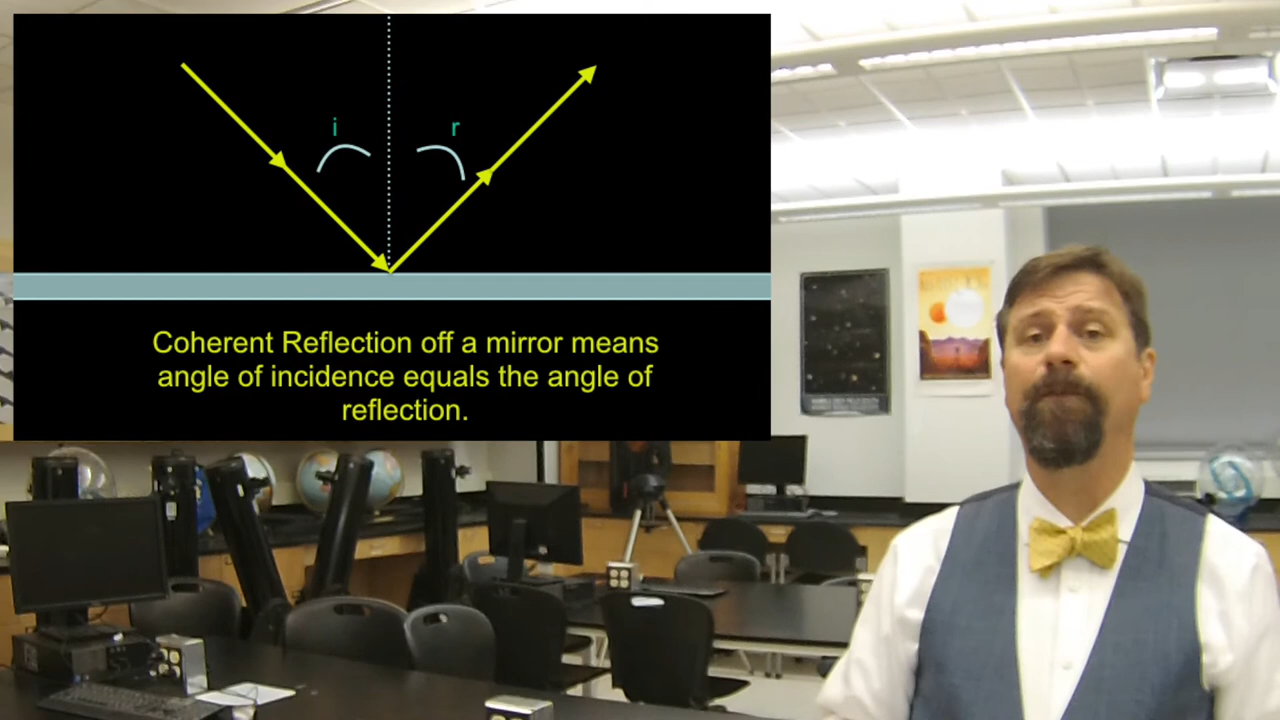 i
r
Coherent Reflection off a mirror means
angle of incidence equals the angle of
reflection.